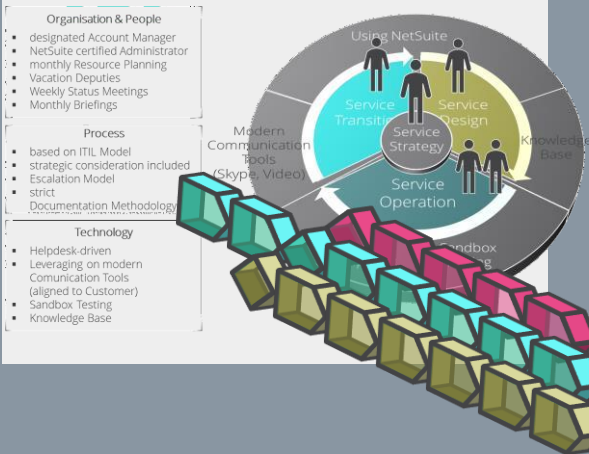 Organisation & People
designated Account Manager
NetSuite certified Administrator
monthly Resource Planning
Vacation Deputies
Weekly Status Meetings
Monthly Briefings
Process
based on ITIL Model
strategic consideration included
Escalation Model
strict
Documentation Methodology
Technology
Helpdesk-driven
Leveraging on modern
Comunication Tools
(aligned to Customer)
Sandbox Testing
Knowledge Base
Using NetSuite
Service
Service
Design
Service
Strategy
Modern
Communication
Tools
(Skype, Video)
Knowledge
Base
Service
Operation